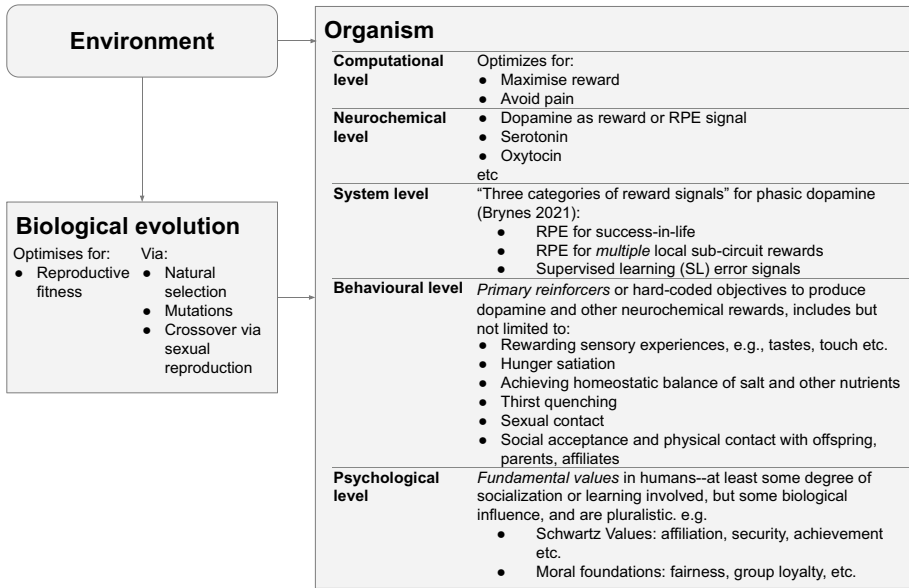 Environment
Biological evolution
Optimises for:
● Reproductive
fitness
Via:
● Natural
selection
● Mutations
● Crossover via
sexual
reproduction
Organism
Computational
level
Optimizes for:
● Maximise reward
● Avoid pain
Neurochemical
level
● Dopamine as reward or RPE signal
● Serotonin
● Oxytocin
etc
System level
“Three categories of reward signals” for phasic dopamine
(Brynes 2021):
● RPE for success-in-life
● RPE for multiple local sub-circuit rewards
● Supervised learning (SL) error signals
Behavioural level
Primary reinforcers or hard-coded objectives to produce
dopamine and other neurochemical rewards, includes but
not limited to:
● Rewarding sensory experiences, e.g., tastes, touch etc.
● Hunger satiation
● Achieving homeostatic balance of salt and other nutrients
● Thirst quenching
● Sexual contact
● Social acceptance and physical contact with offspring,
parents, affiliates
Psychological
level
Fundamental values in humans--at least some degree of
socialization or learning involved, but some biological
influence, and are pluralistic. e.g.
● Schwartz Values: affiliation, security, achievement
etc.
● Moral foundations: fairness, group loyalty, etc.